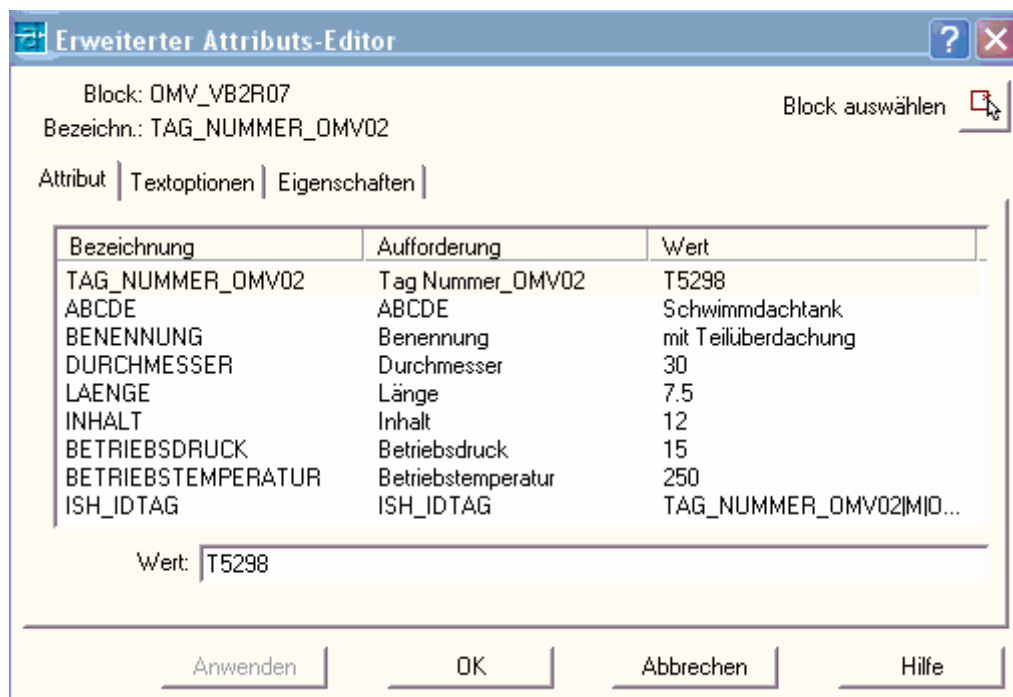 Erweiterter Attributs-Editor
Block: OMV_VB2R07
Block auswählen
Bezeichn.: TAG_NUMMER_OMV02
Attribut Textoptionen Eigenschaften
Bezeichnung Aufforderung Wert
TAG_NUMMER_OMV02 Tag Nummer_OMV02 T5298
ABCDE ABCDE Schwimmdachtank
BENENNUNG Benennung mit Teilüberdachung
DURCHMESSER Durchmesser 30
LAENGE Länge 7.5
INHALT Inhalt 12
BETRIEBSDRUCK Betriebsdruck 15
BETRIEBSTEMPERATUR Betriebstemperatur 250
ISH_IDTAG ISH_IDTAG TAG_NUMMER_OMV02|M|O...
Wert: T5298
Anwenden OK Abbrechen Hilfe